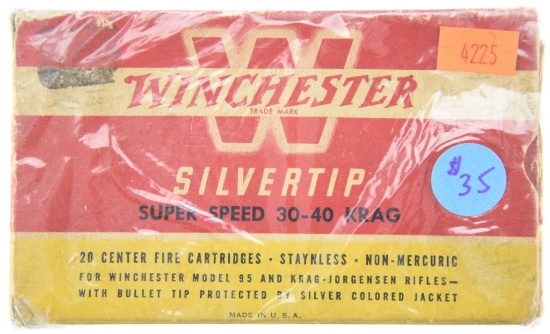 4225
W
WINCHESTER
TRADE MARK
SILVERTIP
$35
SUPER SPEED 30-40 KRAG
20 CENTER FIRE CARTRIDGES · STAYNLESS · NON-MERCURIC
FOR WINCHESTER MODEL 95 AND KRAG-JORGENSEN RIFLES—
WITH BULLET TIP PROTECTED BY SILVER COLORED JACKET
MADE IN U.S.A.